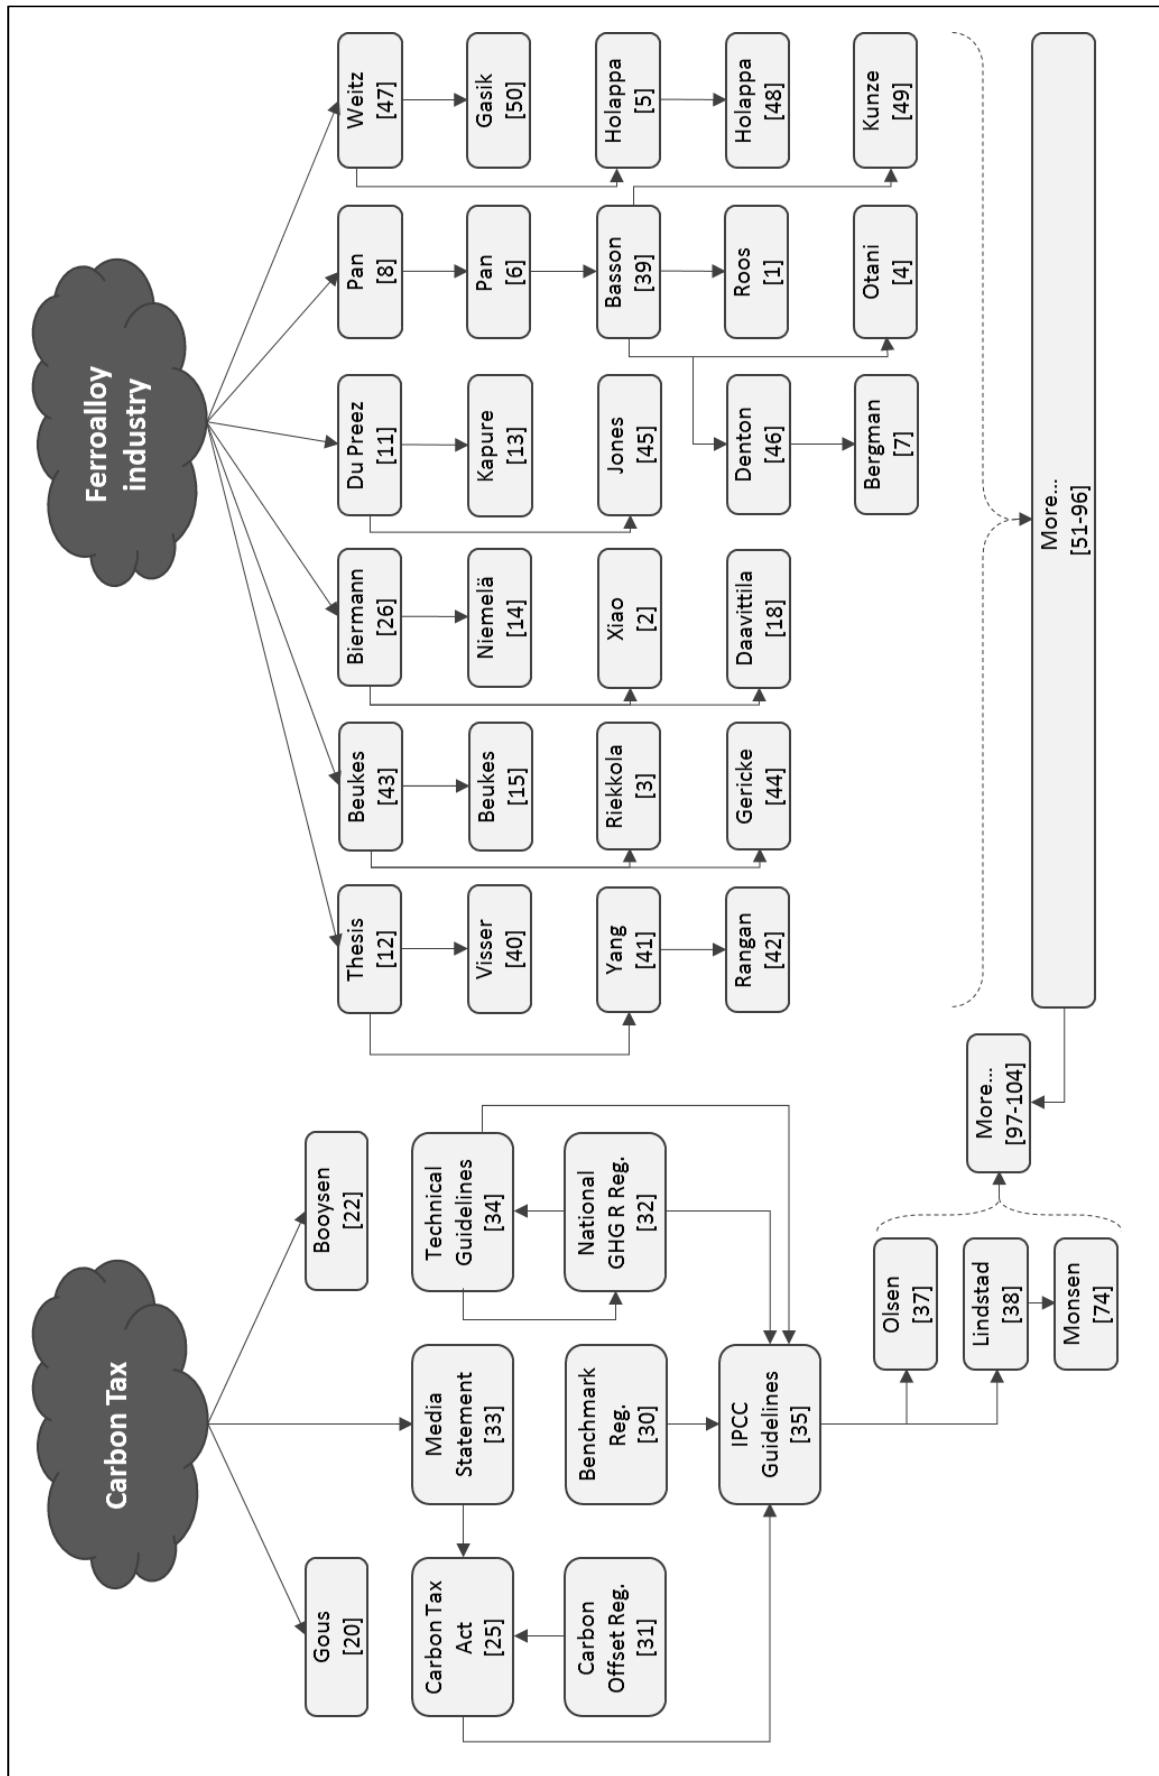 Carbon Tax
Gous
[20]
Booysen
[22]
Carbon Tax
Act
[25]
Media
Statement
[33]
Technical
Guidelines
[34]
Carbon
Offset Reg.
[31]
Benchmark
Reg.
[30]
National
GHG R Reg.
[32]
IPCC
Guidelines
[35]
Olsen
[37]
Lindstad
[38]
Monsen
[74]
Ferroalloy
industry
Thesis
[12]
Beukes
[43]
Biermann
[26]
Du Preez
[11]
Pan
[8]
Weitz
[47]
Visser
[40]
Beukes
[15]
Niemelä
[14]
Kapure
[13]
Pan
[6]
Gasik
[50]
Yang
[41]
Riekkola
[3]
Xiao
[2]
Jones
[45]
Basson
[39]
Holappa
[5]
Rangan
[42]
Gericke
[44]
Daavittila
[18]
Denton
[46]
Roos
[1]
Holappa
[48]
Bergman
[7]
Otani
[4]
Kunze
[49]
More...
[97-104]
More...
[51-96]